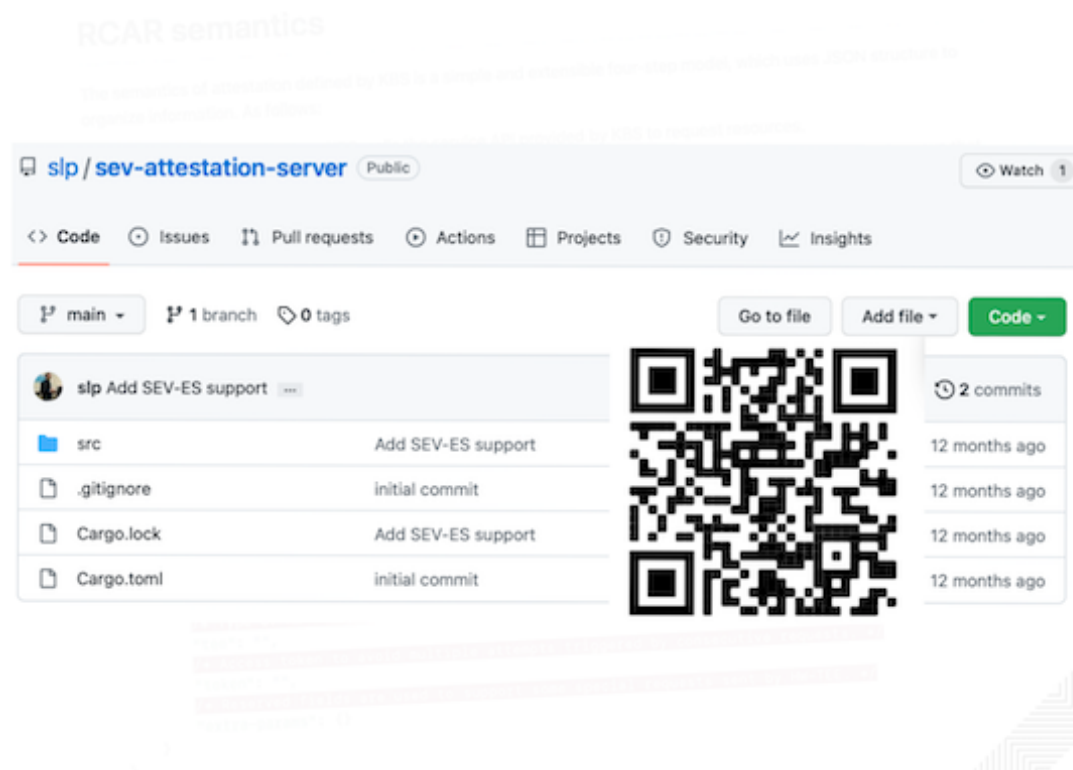 RCAR semantics
slp / sev-attestation-server Public
Watch 1
Code Issues Pull requests Actions Projects Security Insights
main 1 branch 0 tags Go to file Add file Code
slp Add SEV-ES support ... 2 commits
src Add SEV-ES support 12 months ago
.gitignore initial commit 12 months ago
Cargo.lock Add SEV-ES support 12 months ago
Cargo.toml initial commit 12 months ago